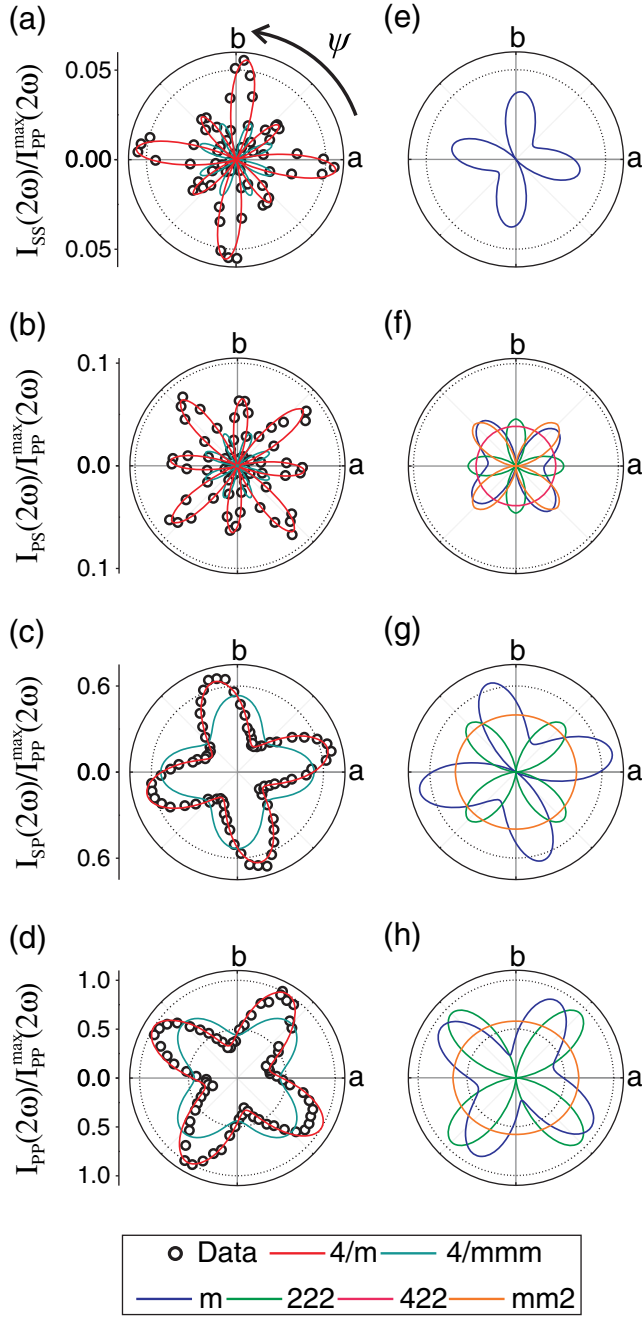 (a)
b
ψ
(e)
b
I_SS(2ω)/I_PP^max(2ω)
0.05
0.00
0.05
a
a
(b)
b
(f)
b
I_PS(2ω)/I_PP^max(2ω)
0.1
0.0
0.1
a
a
(c)
b
(g)
b
I_SP(2ω)/I_PP^max(2ω)
0.6
0.0
0.6
a
a
(d)
b
(h)
b
I_PP(2ω)/I_PP^max(2ω)
1.0
0.5
0.0
0.5
1.0
a
a
Data 4/m 4/mmm
m 222 422 mm2